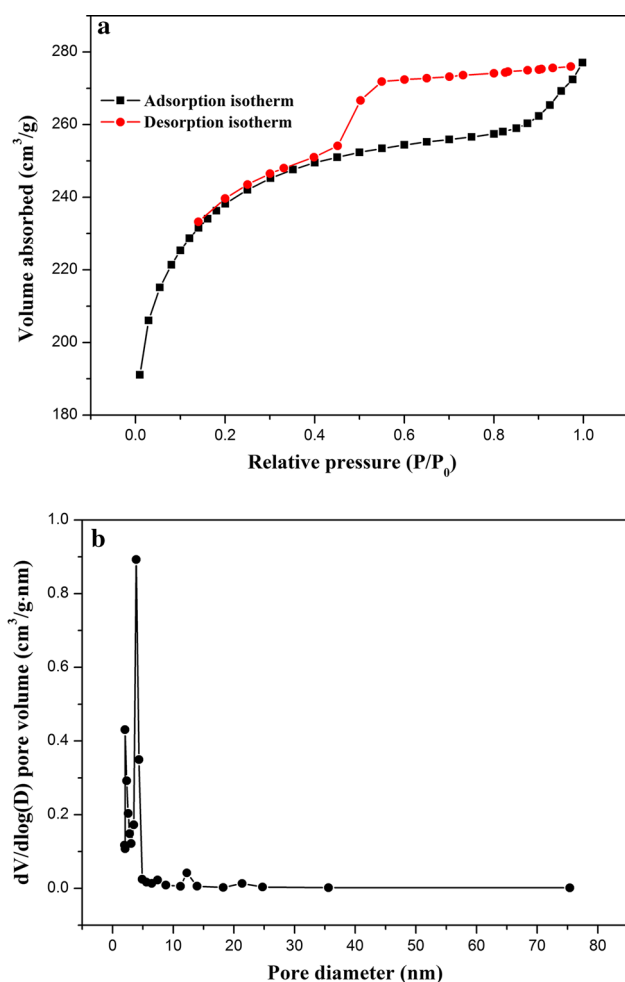 a
280
260
240
220
200
180
Volume absorbed (cm³/g)
Adsorption isotherm
Desorption isotherm
0.0 0.2 0.4 0.6 0.8 1.0
Relative pressure (P/P₀)
b
1.0
0.8
0.6
0.4
0.2
0.0
dV/dlog(D) pore volume (cm³/g·nm)
0 10 20 30 40 50 60 70 80
Pore diameter (nm)